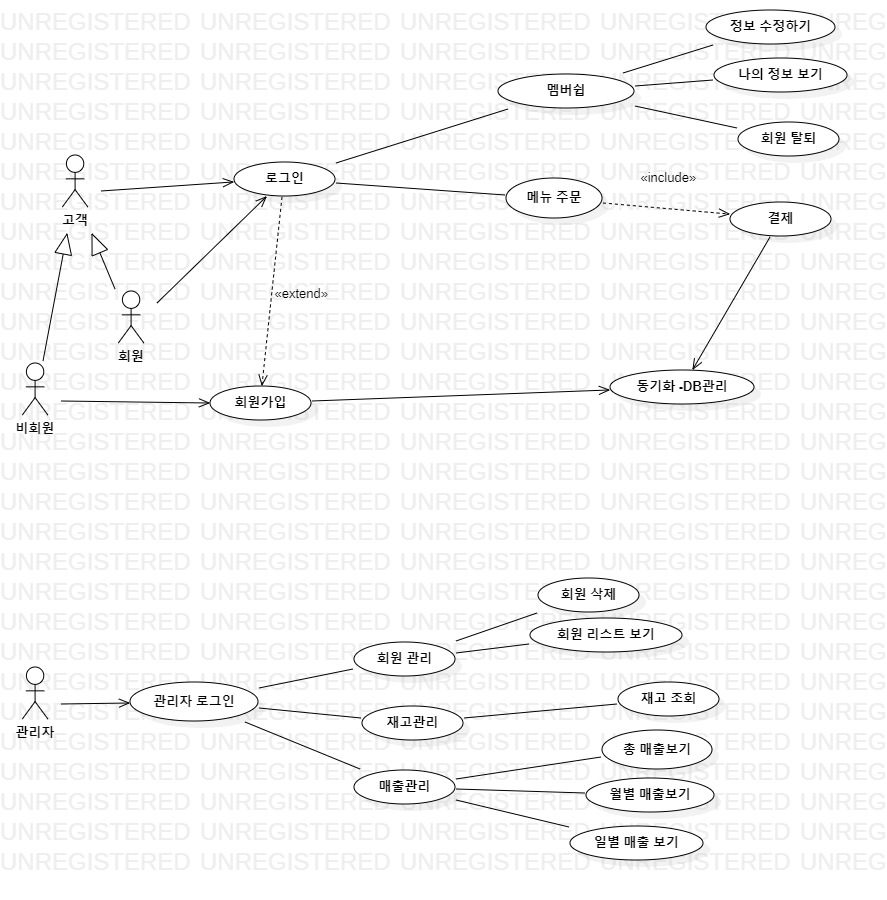 정보 수정하기
나의 정보 보기
멤버쉽
회원 탈퇴
로그인
«include»
메뉴 주문
결제
고객
«extend»
회원
동기화 -DB관리
회원가입
비회원
회원 삭제
회원 리스트 보기
회원 관리
관리자 로그인
재고 조회
재고관리
관리자
총 매출보기
매출관리
월별 매출보기
일별 매출 보기
UNREGISTERED